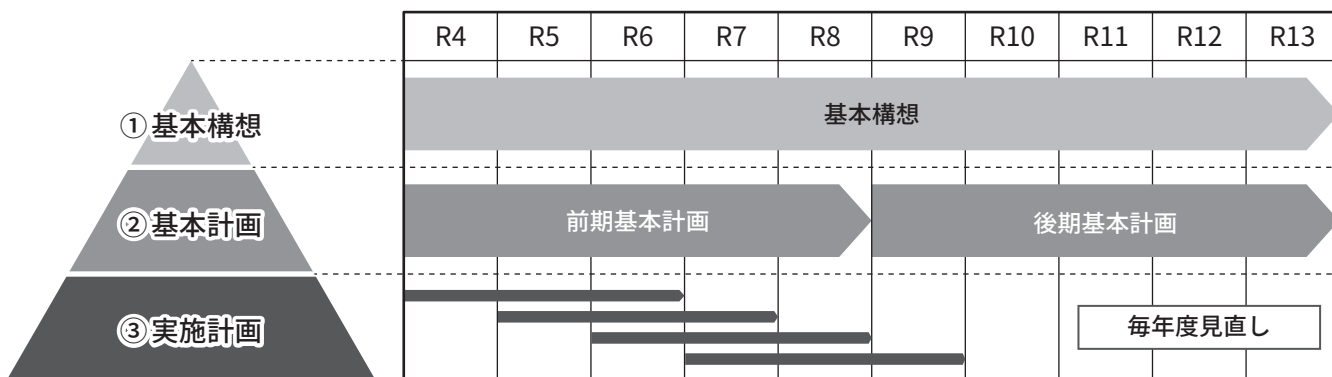 R4 R5 R6 R7 R8 R9 R10 R11 R12 R13
①基本構想
基本構想
②基本計画
前期基本計画
後期基本計画
③実施計画
毎年度見直し